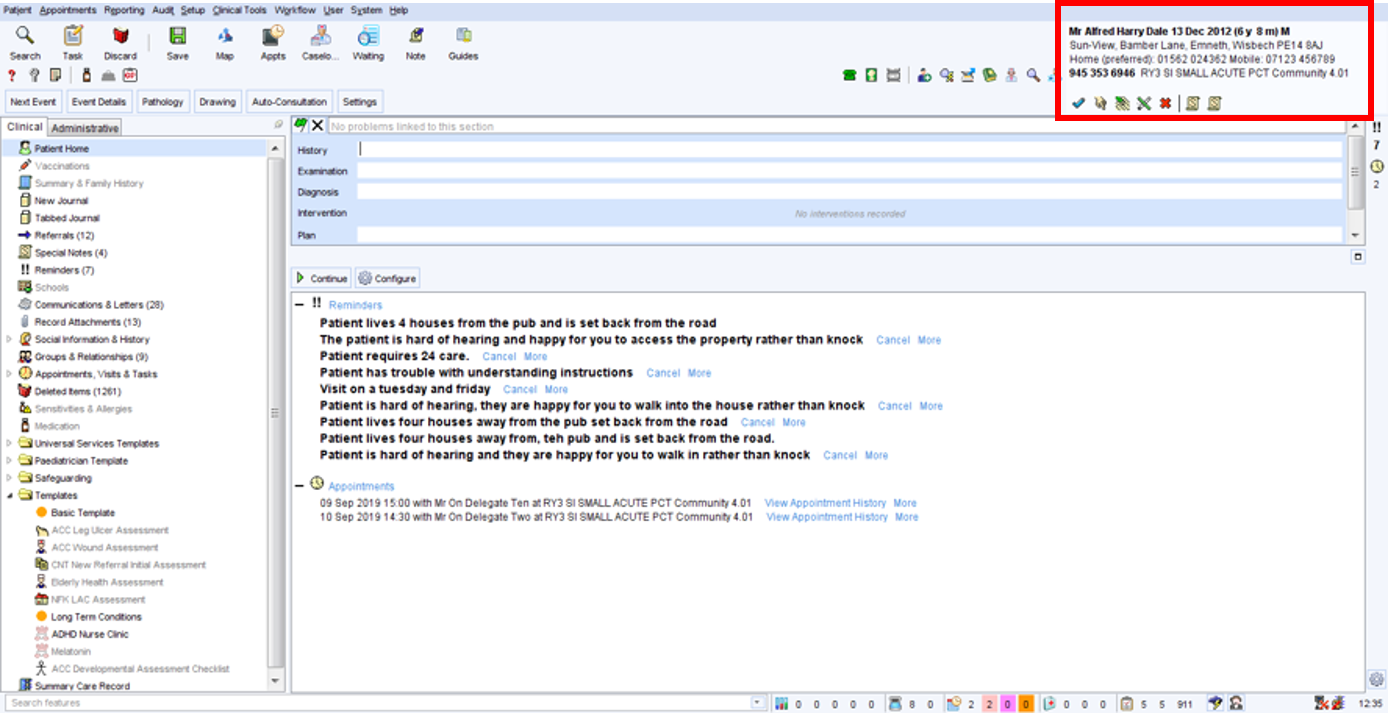 Patient Appointments Reporting Audit Setup Clinical Tools Workflow User System Help
Search Task Discard Save Map Appts Caselo... Waiting Note Guides
Mr Alfred Harry Dale 13 Dec 2012 (6 y 8 m) M
Sun-View, Bamber Lane, Emneth, Wisbech PE14 8AJ
Home (preferred): 01562 024362 Mobile: 07123 456789
945 353 6946 RY3 SI SMALL ACUTE PCT Community 4.01
Next Event Event Details Pathology Drawing Auto-Consultation Settings
Clinical Administrative
Patient Home
Vaccinations
Summary & Family History
New Journal
Tabbed Journal
Referrals (12)
Special Notes (4)
!! Reminders (7)
Schools
Communications & Letters (28)
Record Attachments (13)
Social Information & History
Groups & Relationships (9)
Appointments, Visits & Tasks
Deleted Items (1261)
Sensitivities & Allergies
Medication
Universal Services Templates
Paediatrician Template
Safeguarding
Templates
Basic Template
ACC Leg Ulcer Assessment
ACC Wound Assessment
CNT New Referral Initial Assessment
Elderly Health Assessment
NFK LAC Assessment
Long Term Conditions
ADHD Nurse Clinic
Melatonin
ACC Developmental Assessment Checklist
Summary Care Record
Search features
No problems linked to this section
History
Examination
Diagnosis
Intervention No interventions recorded
Plan
!!
7
2
Continue Configure
!! Reminders
Patient lives 4 houses from the pub and is set back from the road
The patient is hard of hearing and happy for you to access the property rather than knock Cancel More
Patient requires 24 care. Cancel More
Patient has trouble with understanding instructions Cancel More
Visit on a tuesday and friday Cancel More
Patient is hard of hearing, they are happy for you to walk into the house rather than knock Cancel More
Patient lives four houses away from the pub set back from the road Cancel More
Patient lives four houses away from, teh pub and is set back from the road.
Patient is hard of hearing and they are happy for you to walk in rather than knock Cancel More
Appointments
09 Sep 2019 15:00 with Mr On Delegate Ten at RY3 SI SMALL ACUTE PCT Community 4.01 View Appointment History More
10 Sep 2019 14:30 with Mr On Delegate Two at RY3 SI SMALL ACUTE PCT Community 4.01 View Appointment History More
0 0 0 0 0 8 0 2 2 0 0 0 0 0 5 5 911 12:35